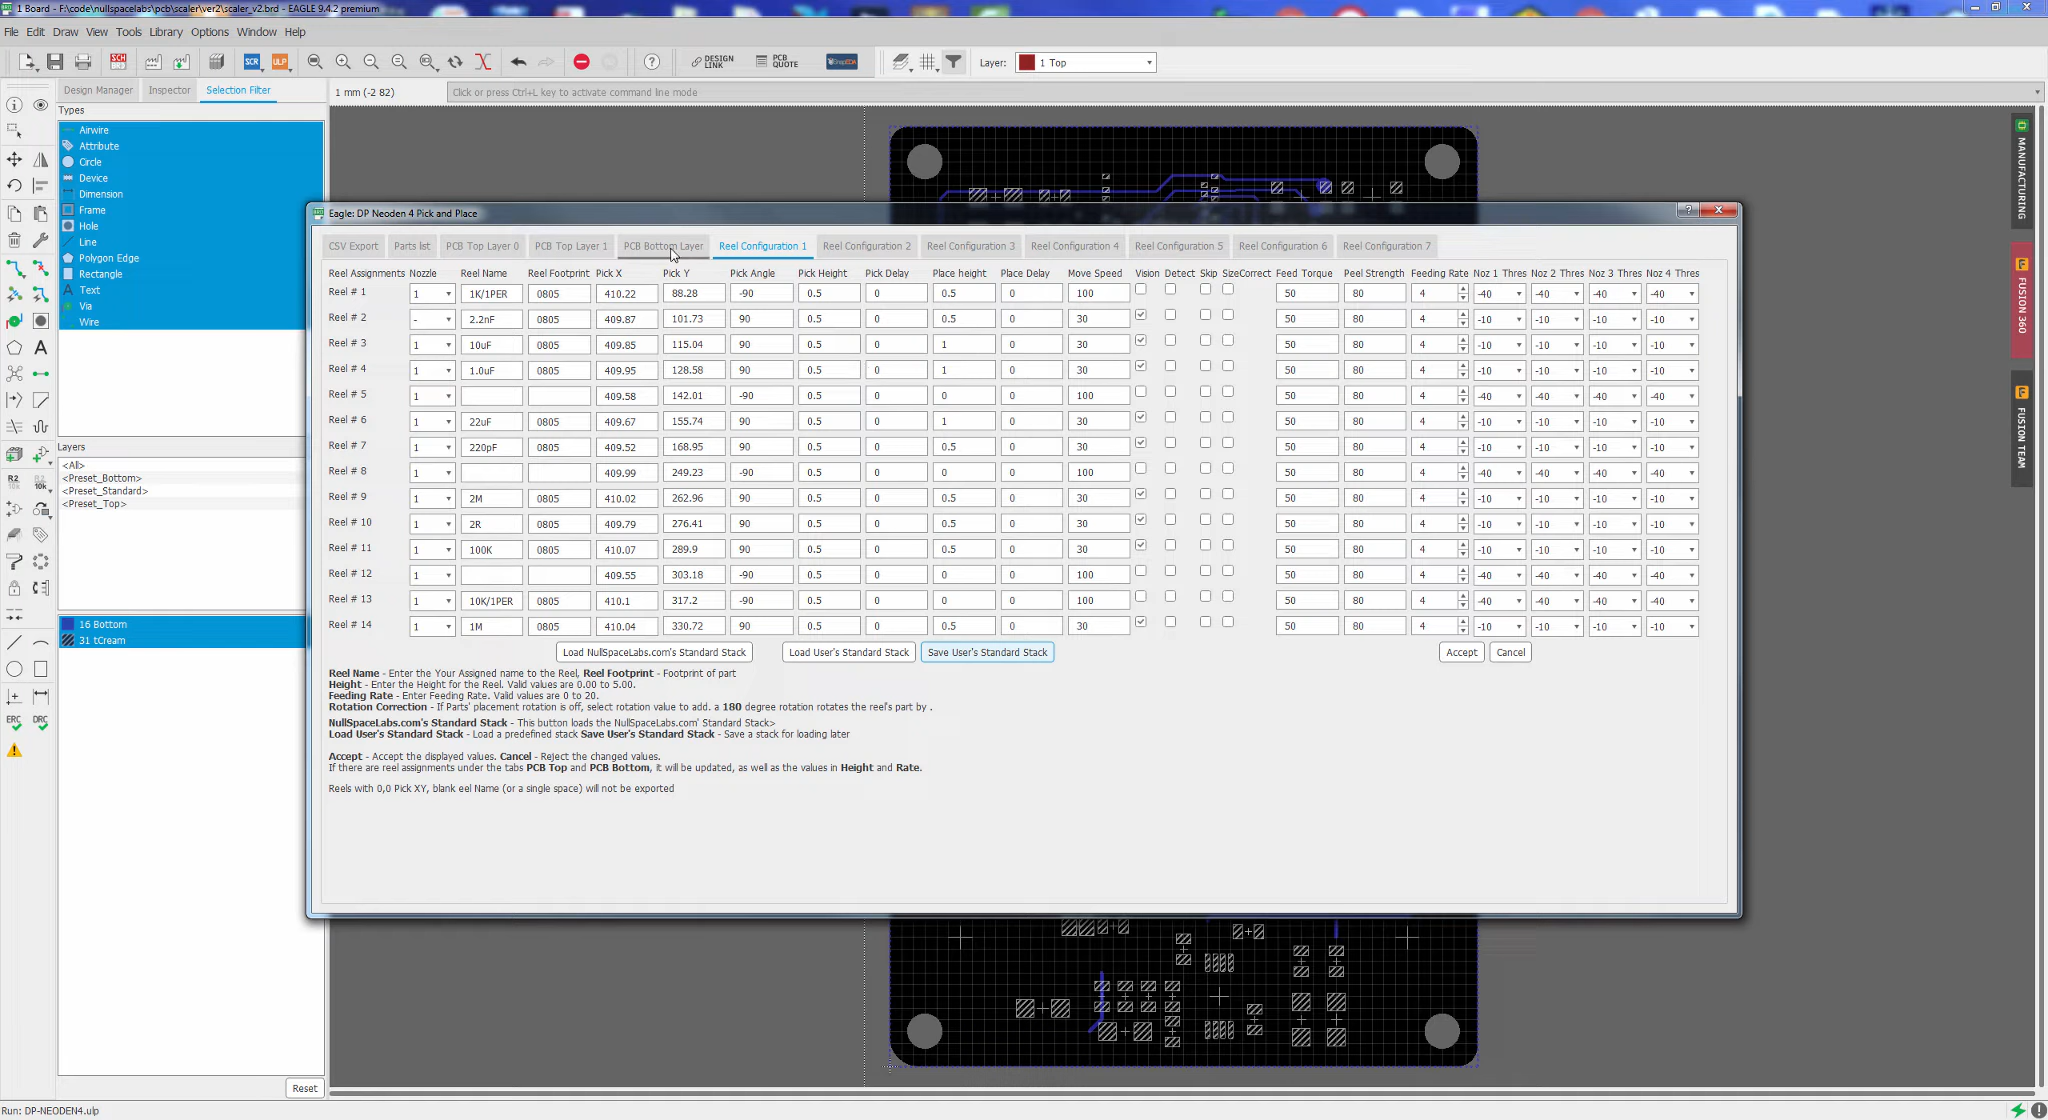 1 Board - F:\code\nullspacelabs\pcb\scaler\ver2\scaler_v2.brd - EAGLE 9.4.2 premium
File Edit Draw View Tools Library Options Window Help
SCH SCR ULP DESIGN LINK PCB QUOTE Layer: 1 Top
Design Manager Inspector Selection Filter
1 mm (-2 82) Click or press Ctrl+L key to activate command line mode
Types
Airwire
Attribute
Circle
Device
Dimension
Frame
Hole
Line
Polygon Edge
Rectangle
Text
Via
Wire
Layers
<All>
<Preset_Bottom>
<Preset_Standard>
<Preset_Top>
16 Bottom
31 tCream
Reset
R2 10k
ERC DRC
MANUFACTURING
FUSION 360
FUSION TEAM
Eagle: DP Neoden 4 Pick and Place
CSV Export Parts list PCB Top Layer 0 PCB Top Layer 1 PCB Bottom Layer Reel Configuration 1 Reel Configuration 2 Reel Configuration 3 Reel Configuration 4 Reel Configuration 5 Reel Configuration 6 Reel Configuration 7
Reel Assignments Nozzle Reel Name Reel Footprint Pick X Pick Y Pick Angle Pick Height Pick Delay Place height Place Delay Move Speed Vision Detect Skip SizeCorrect Feed Torque Peel Strength Feeding Rate Noz 1 Thres Noz 2 Thres Noz 3 Thres Noz 4 Thres
Reel # 1 1 1K/1PER 0805 410.22 88.28 -90 0.5 0 0.5 0 100 50 80 4 -40 -40 -40 -40
Reel # 2 - 2.2nF 0805 409.87 101.73 90 0.5 0 0.5 0 30 50 80 4 -10 -10 -10 -10
Reel # 3 1 10uF 0805 409.85 115.04 90 0.5 0 1 0 30 50 80 4 -10 -10 -10 -10
Reel # 4 1 1.0uF 0805 409.95 128.58 90 0.5 0 1 0 30 50 80 4 -10 -10 -10 -10
Reel # 5 1 409.58 142.01 -90 0.5 0 0 0 100 50 80 4 -40 -40 -40 -40
Reel # 6 1 22uF 0805 409.67 155.74 90 0.5 0 1 0 30 50 80 4 -10 -10 -10 -10
Reel # 7 1 220pF 0805 409.52 168.95 90 0.5 0 0.5 0 30 50 80 4 -10 -10 -10 -10
Reel # 8 1 409.99 249.23 -90 0.5 0 0 0 100 50 80 4 -40 -40 -40 -40
Reel # 9 1 2M 0805 410.02 262.96 90 0.5 0 0.5 0 30 50 80 4 -10 -10 -10 -10
Reel # 10 1 2R 0805 409.79 276.41 90 0.5 0 0.5 0 30 50 80 4 -10 -10 -10 -10
Reel # 11 1 100K 0805 410.07 289.9 90 0.5 0 0.5 0 30 50 80 4 -10 -10 -10 -10
Reel # 12 1 409.55 303.18 -90 0.5 0 0 0 100 50 80 4 -40 -40 -40 -40
Reel # 13 1 10K/1PER 0805 410.1 317.2 -90 0.5 0 0.5 0 100 50 80 4 -40 -40 -40 -40
Reel # 14 1 1M 0805 410.04 330.72 90 0.5 0 0.5 0 30 50 80 4 -10 -10 -10 -10
Load NullSpaceLabs.com's Standard Stack Load User's Standard Stack Save User's Standard Stack Accept Cancel
Reel Name - Enter the Your Assigned name to the Reel, Reel Footprint - Footprint of part
Height - Enter the Height for the Reel. Valid values are 0.00 to 5.00.
Feeding Rate - Enter Feeding Rate. Valid values are 0 to 20.
Rotation Correction - If Parts' placement rotation is off, select rotation value to add. a 180 degree rotation rotates the reel's part by .
NullSpaceLabs.com's Standard Stack - This button loads the NullSpaceLabs.com' Standard Stack>
Load User's Standard Stack - Load a predefined stack Save User's Standard Stack - Save a stack for loading later
Accept - Accept the displayed values. Cancel - Reject the changed values.
If there are reel assignments under the tabs PCB Top and PCB Bottom, it will be updated, as well as the values in Height and Rate.
Reels with 0,0 Pick XY, blank eel Name (or a single space) will not be exported
Run: DP-NEODEN4.ulp